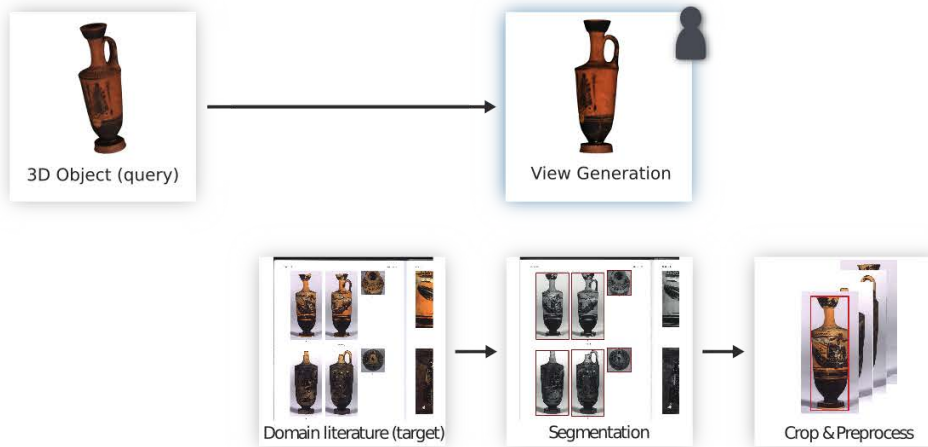 3D Object (query)
View Generation
Domain literature (target)
Segmentation
Crop & Preprocess